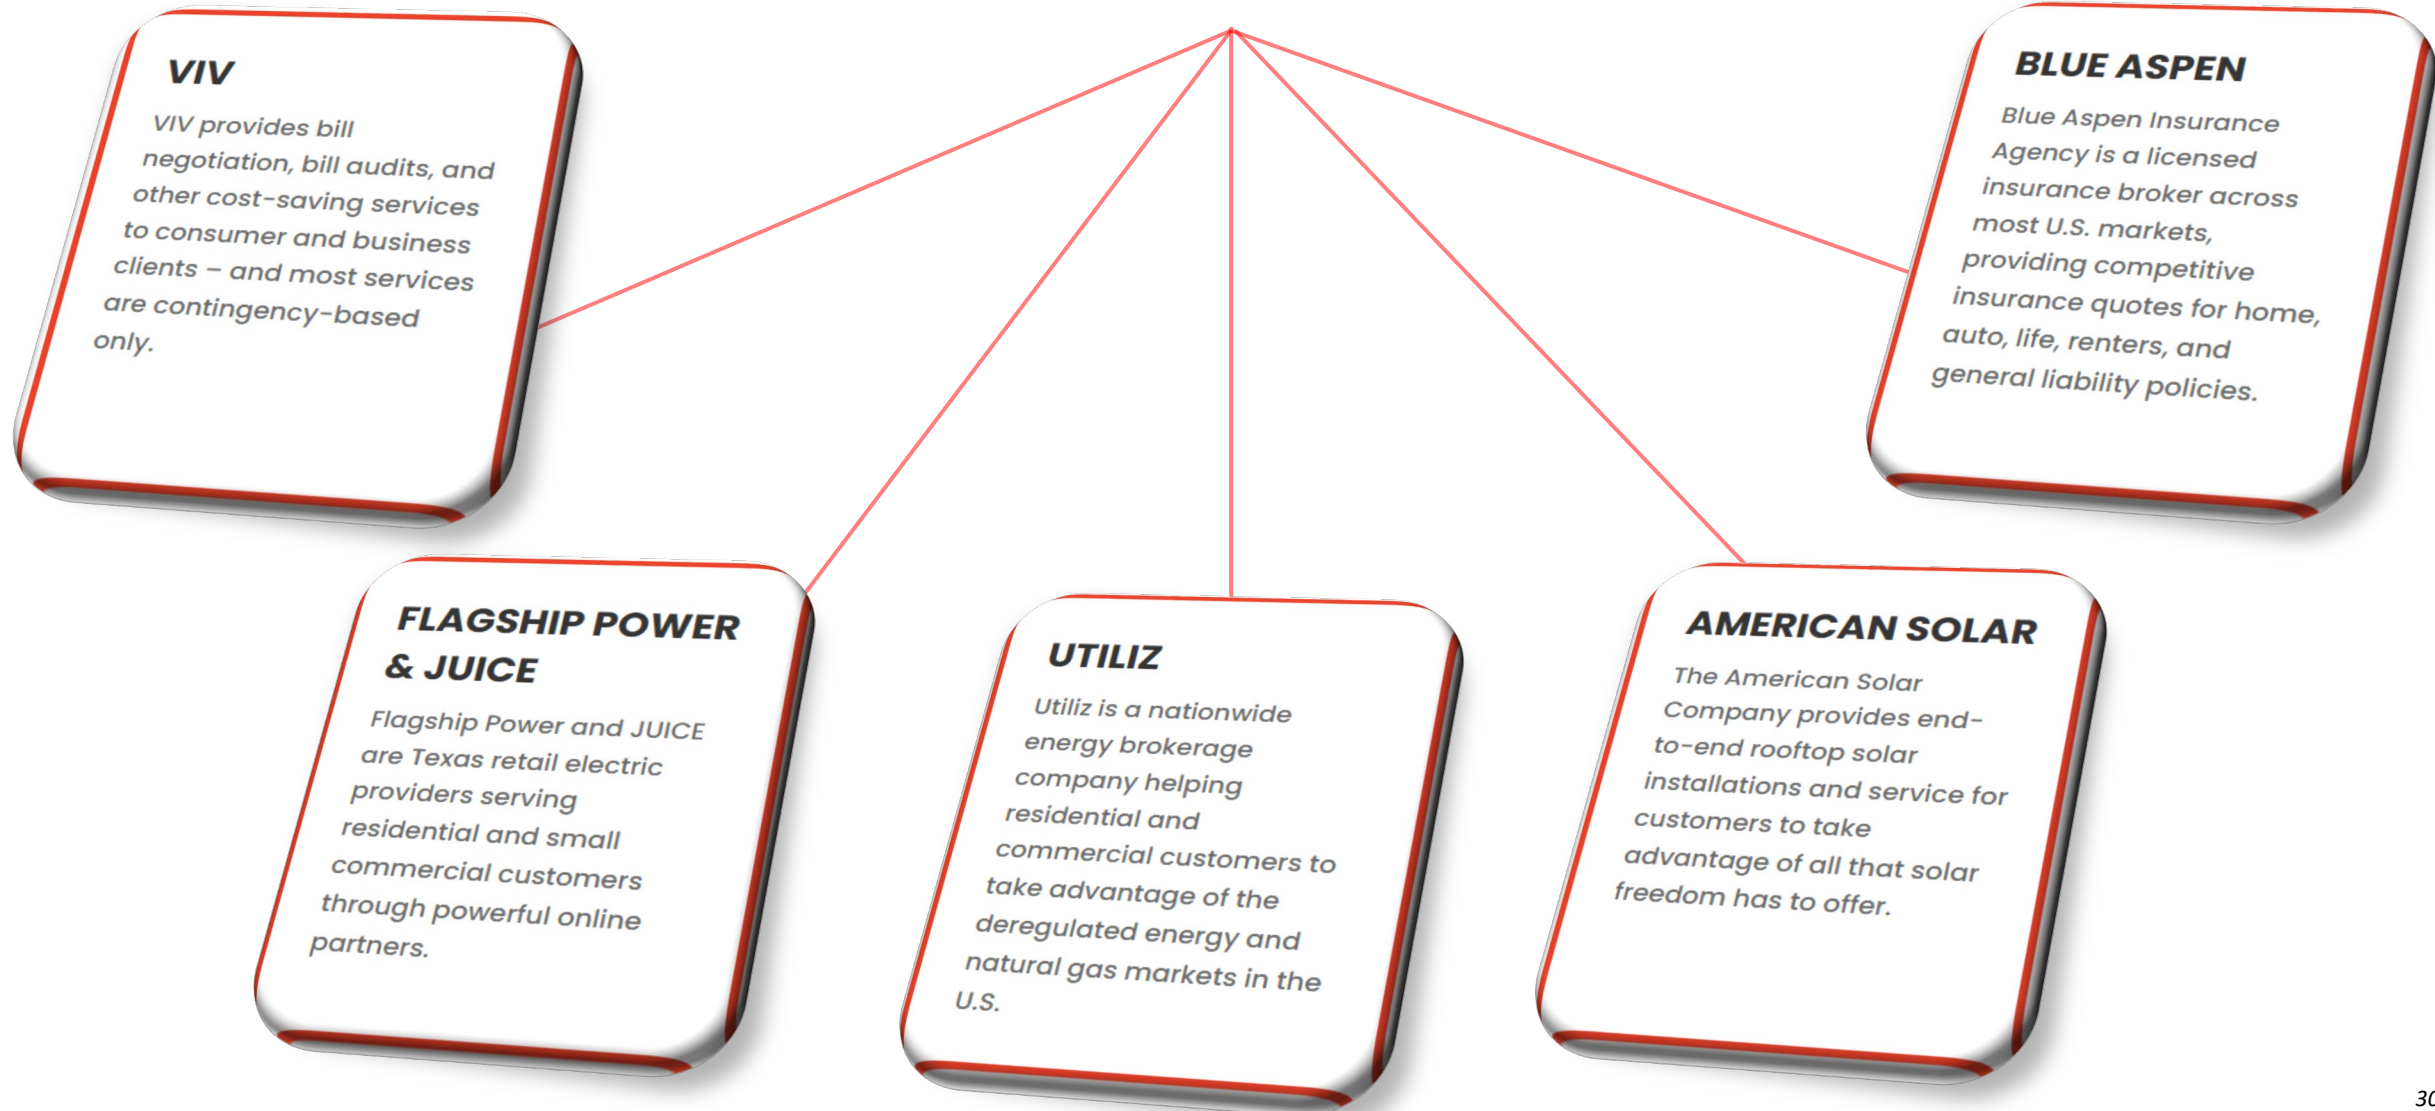 VIV
VIV provides bill
negotiation, bill audits, and
other cost-saving services
to consumer and business
clients – and most services
are contingency-based
only.
BLUE ASPEN
Blue Aspen Insurance
Agency is a licensed
insurance broker across
most U.S. markets,
providing competitive
insurance quotes for home,
auto, life, renters, and
general liability policies.
FLAGSHIP POWER
& JUICE
Flagship Power and JUICE
are Texas retail electric
providers serving
residential and small
commercial customers
through powerful online
partners.
UTILIZ
Utiliz is a nationwide
energy brokerage
company helping
residential and
commercial customers to
take advantage of the
deregulated energy and
natural gas markets in the
U.S.
AMERICAN SOLAR
The American Solar
Company provides end-
to-end rooftop solar
installations and service for
customers to take
advantage of all that solar
freedom has to offer.
30